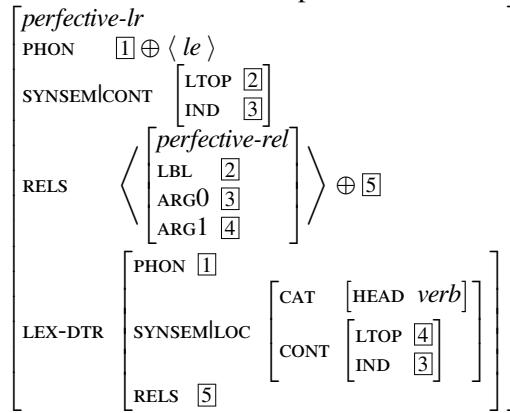 perfective-lr
PHON 1 ⊕ ⟨ le ⟩
SYNSEM|CONT [LTOP 2
IND 3]
RELS ⟨ [perfective-rel
LBL 2
ARG0 3
ARG1 4] ⟩ ⊕ 5
LEX-DTR [PHON 1
SYNSEM|LOC [CAT [HEAD verb]
CONT [LTOP 4
IND 3]]
RELS 5]